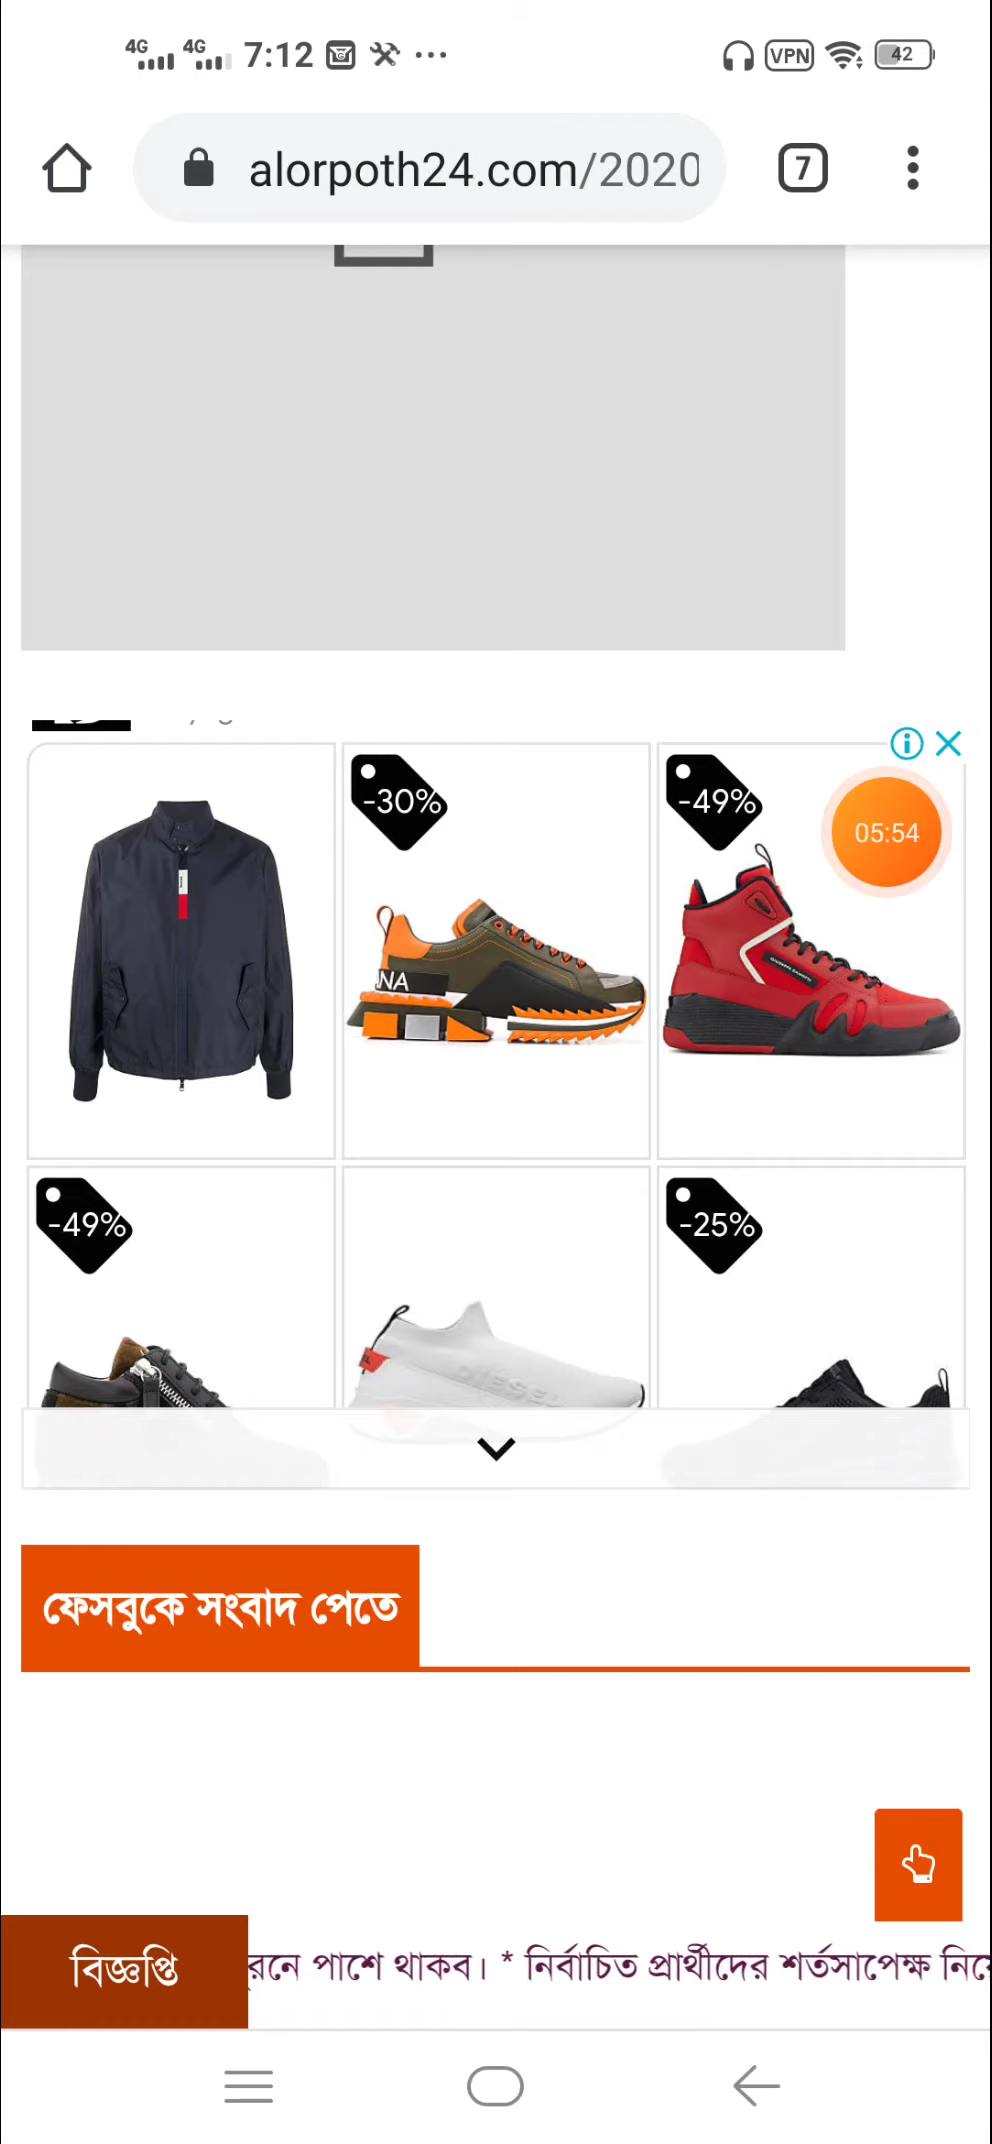 4G 4G 7:12 VPN 42
alorpoth24.com/2020
7
-30%
-49%
05:54
NA
-49%
-25%
DIESEL
ফেসবুকে সংবাদ পেতে
বিজ্ঞপ্তি
রনে পাশে থাকব। * নির্বাচিত প্রার্থীদের শর্তসাপেক্ষ